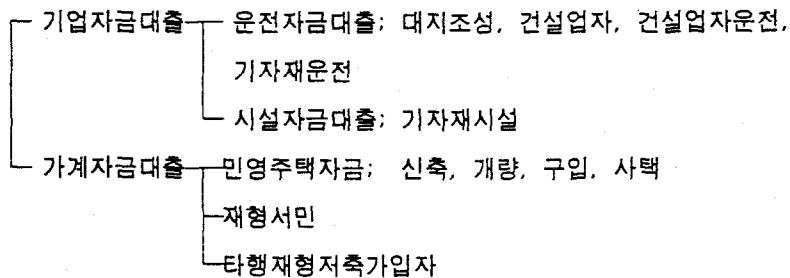 기업자금대출 운전자금대출; 대지조성, 건설업자, 건설업자운전,
기자재운전
시설자금대출; 기자재시설
가계자금대출 민영주택자금; 신축, 개량, 구입, 사택
재형서민
타행재형저축가입자